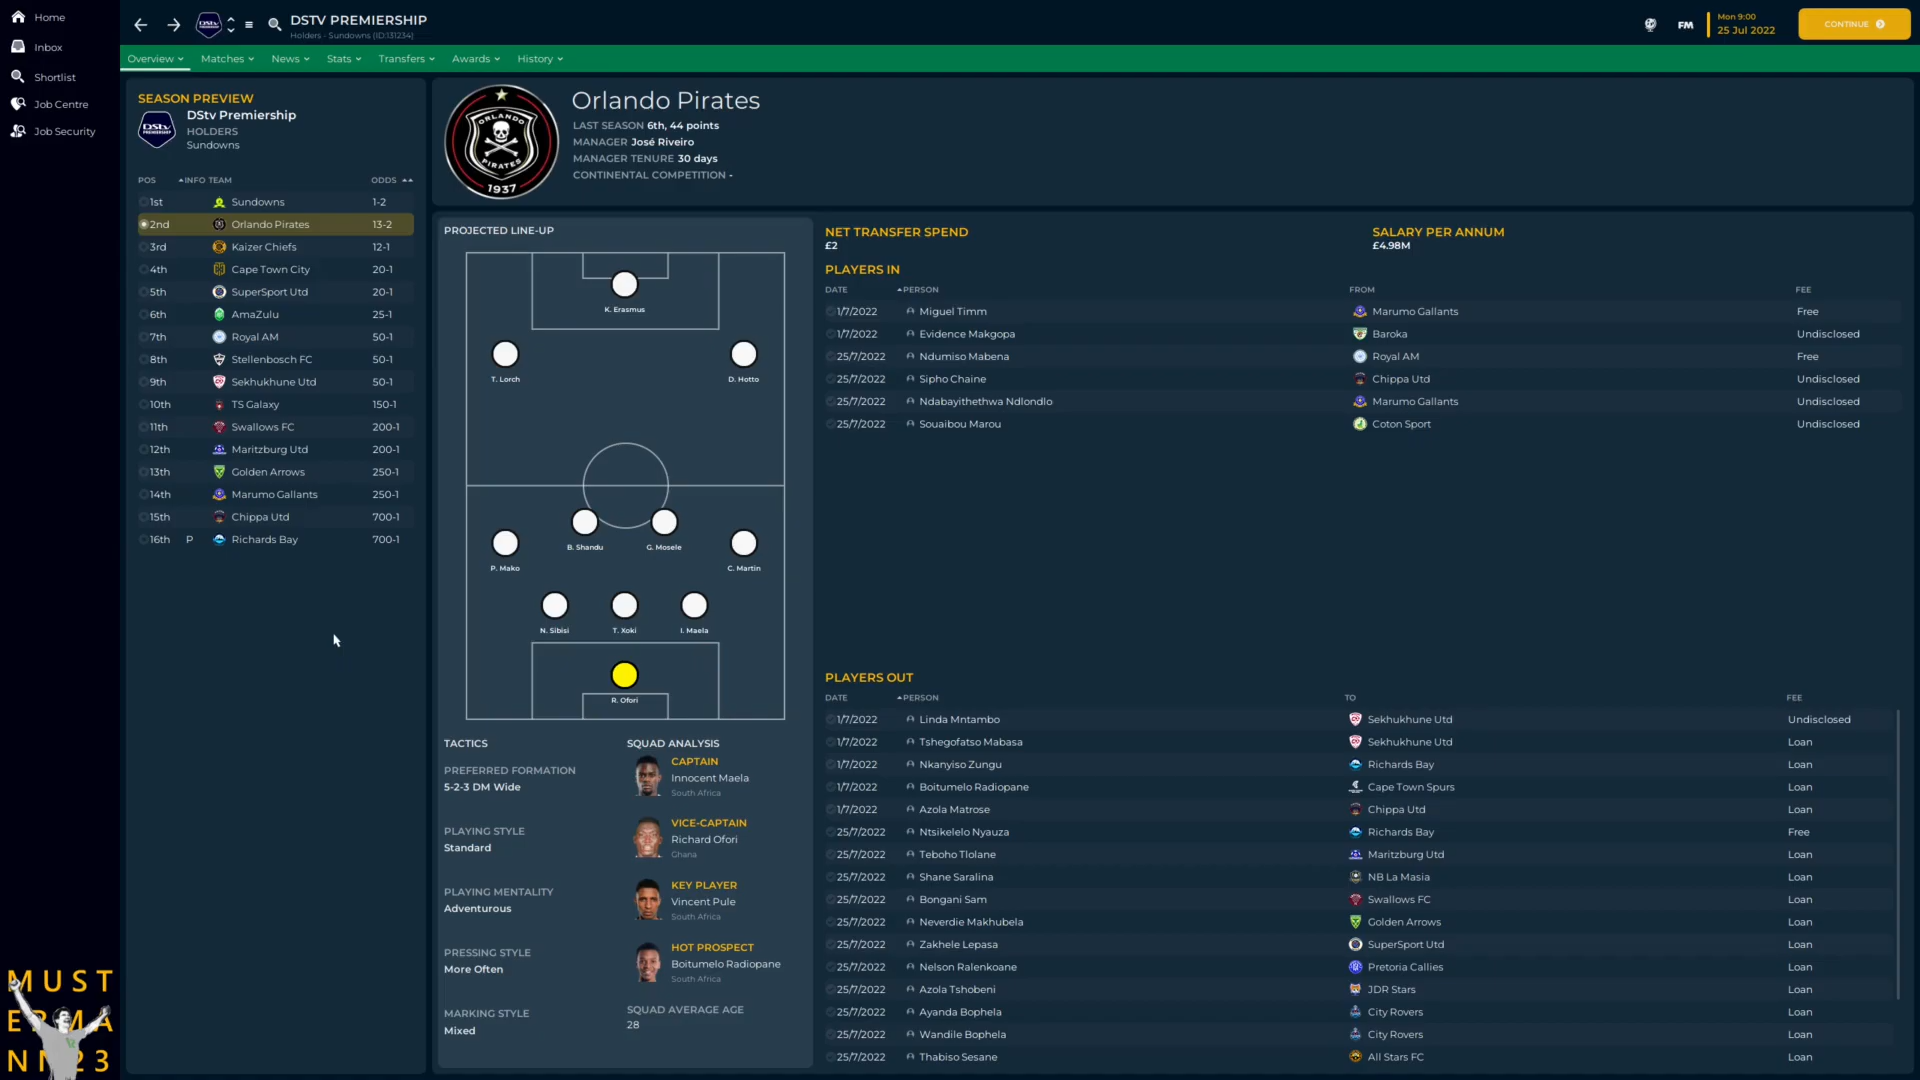 Home
Inbox
Shortlist
Job Centre
Job Security
DSTV PREMIERSHIP
Holders - Sundowns (ID:131234)
FM
Mon 9:00
25 Jul 2022
CONTINUE
Overview
Matches
News
Stats
Transfers
Awards
History
SEASON PREVIEW
DStv Premiership
HOLDERS
Sundowns
POS INFO TEAM ODDS
1st Sundowns 1-2
2nd Orlando Pirates 13-2
3rd Kaizer Chiefs 12-1
4th Cape Town City 20-1
5th SuperSport Utd 20-1
6th AmaZulu 25-1
7th Royal AM 50-1
8th Stellenbosch FC 50-1
9th Sekhukhune Utd 50-1
10th TS Galaxy 150-1
11th Swallows FC 200-1
12th Maritzburg Utd 200-1
13th Golden Arrows 250-1
14th Marumo Gallants 250-1
15th Chippa Utd 700-1
16th P Richards Bay 700-1
ORLANDO
PIRATES
1937
Orlando Pirates
LAST SEASON 6th, 44 points
MANAGER José Riveiro
MANAGER TENURE 30 days
CONTINENTAL COMPETITION -
PROJECTED LINE-UP
K. Erasmus
T. Lorch
D. Hotto
B. Shandu
G. Mosele
P. Mako
C. Martin
N. Sibisi
T. Xoki
I. Maela
R. Ofori
TACTICS
PREFERRED FORMATION
5-2-3 DM Wide
PLAYING STYLE
Standard
PLAYING MENTALITY
Adventurous
PRESSING STYLE
More Often
MARKING STYLE
Mixed
SQUAD ANALYSIS
CAPTAIN
Innocent Maela
South Africa
VICE-CAPTAIN
Richard Ofori
Ghana
KEY PLAYER
Vincent Pule
South Africa
HOT PROSPECT
Boitumelo Radiopane
South Africa
SQUAD AVERAGE AGE
28
NET TRANSFER SPEND
£2
SALARY PER ANNUM
£4.98M
PLAYERS IN
DATE PERSON FROM FEE
1/7/2022 Miguel Timm Marumo Gallants Free
1/7/2022 Evidence Makgopa Baroka Undisclosed
25/7/2022 Ndumiso Mabena Royal AM Free
25/7/2022 Sipho Chaine Chippa Utd Undisclosed
25/7/2022 Ndabayithethwa Ndlondlo Marumo Gallants Undisclosed
25/7/2022 Souaibou Marou Coton Sport Undisclosed
PLAYERS OUT
DATE PERSON TO FEE
1/7/2022 Linda Mntambo Sekhukhune Utd Undisclosed
1/7/2022 Tshegofatso Mabasa Sekhukhune Utd Loan
1/7/2022 Nkanyiso Zungu Richards Bay Loan
1/7/2022 Boitumelo Radiopane Cape Town Spurs Loan
1/7/2022 Azola Matrose Chippa Utd Loan
25/7/2022 Ntsikelelo Nyauza Richards Bay Free
25/7/2022 Teboho Tlolane Maritzburg Utd Loan
25/7/2022 Shane Saralina NB La Masia Loan
25/7/2022 Bongani Sam Swallows FC Loan
25/7/2022 Neverdie Makhubela Golden Arrows Loan
25/7/2022 Zakhele Lepasa SuperSport Utd Loan
25/7/2022 Nelson Ralenkoane Pretoria Callies Loan
25/7/2022 Azola Tshobeni JDR Stars Loan
25/7/2022 Ayanda Bophela City Rovers Loan
25/7/2022 Wandile Bophela City Rovers Loan
25/7/2022 Thabiso Sesane All Stars FC Loan
MUST
ERMA
NN23